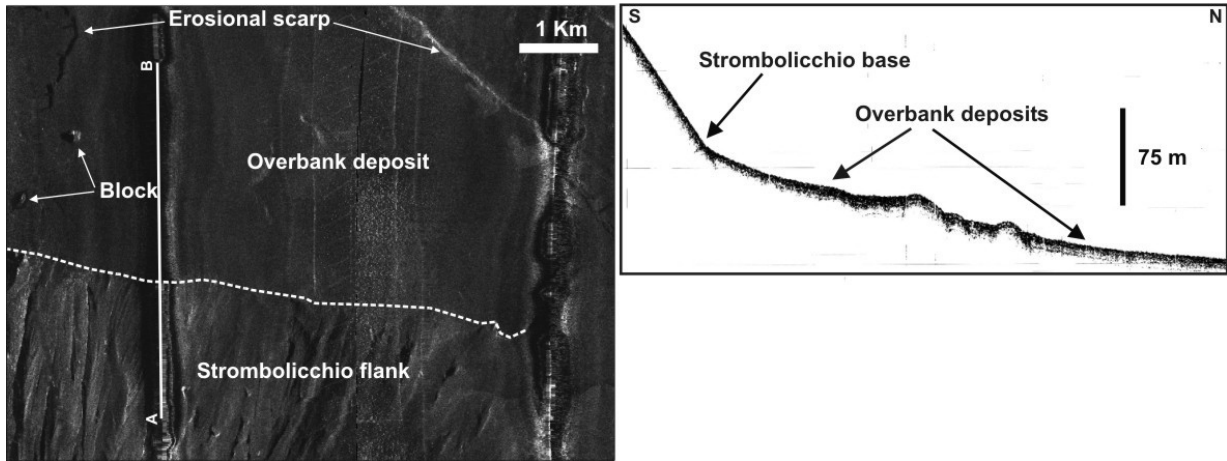 Erosional scarp
1 Km
B
Overbank deposit
Block
Strombolicchio flank
A
S
N
Strombolicchio base
Overbank deposits
75 m